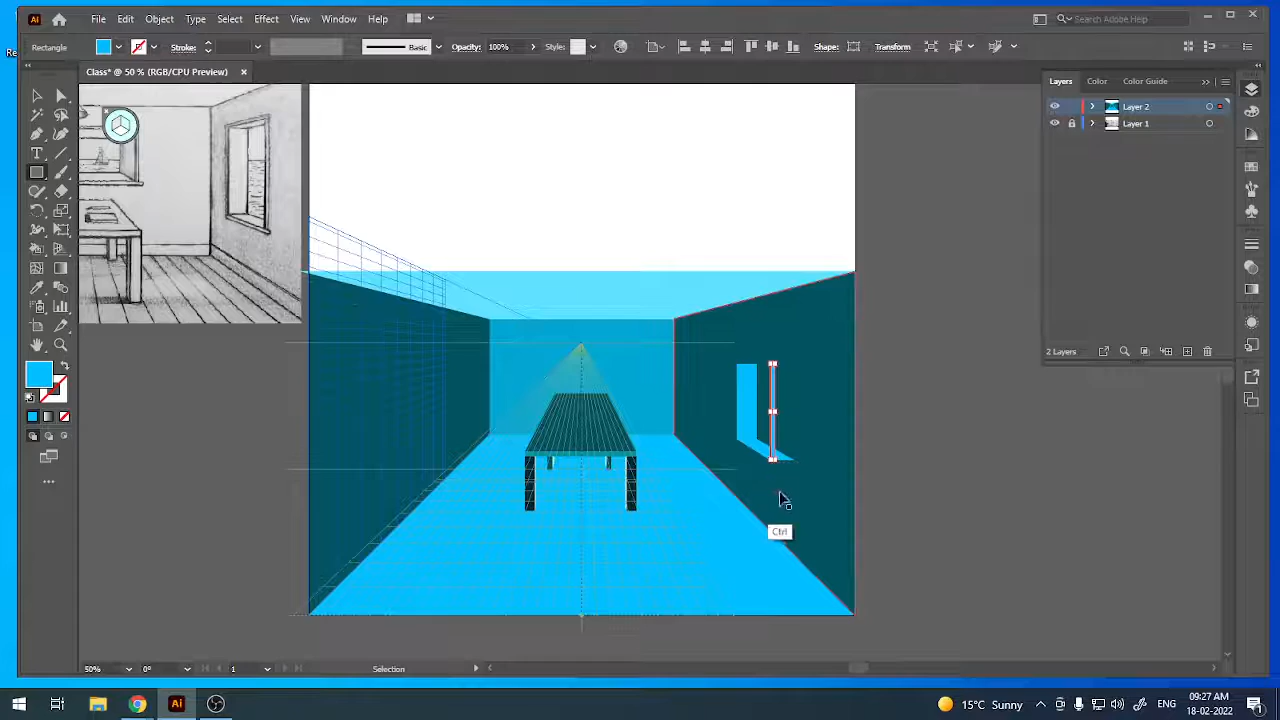 Ai File Edit Object Type Select Effect View Window Help Search Adobe Help
Re
Rectangle Stroke: Basic Opacity: 100% Style: Shape: Transform
Class* @ 50 % (RGB/CPU Preview) ×
Layers Color Color Guide
Layer 2
Layer 1
2 Layers
Ctrl
50% 0° 1 Selection
Ai 15°C Sunny ENG 09:27 AM
18-02-2022